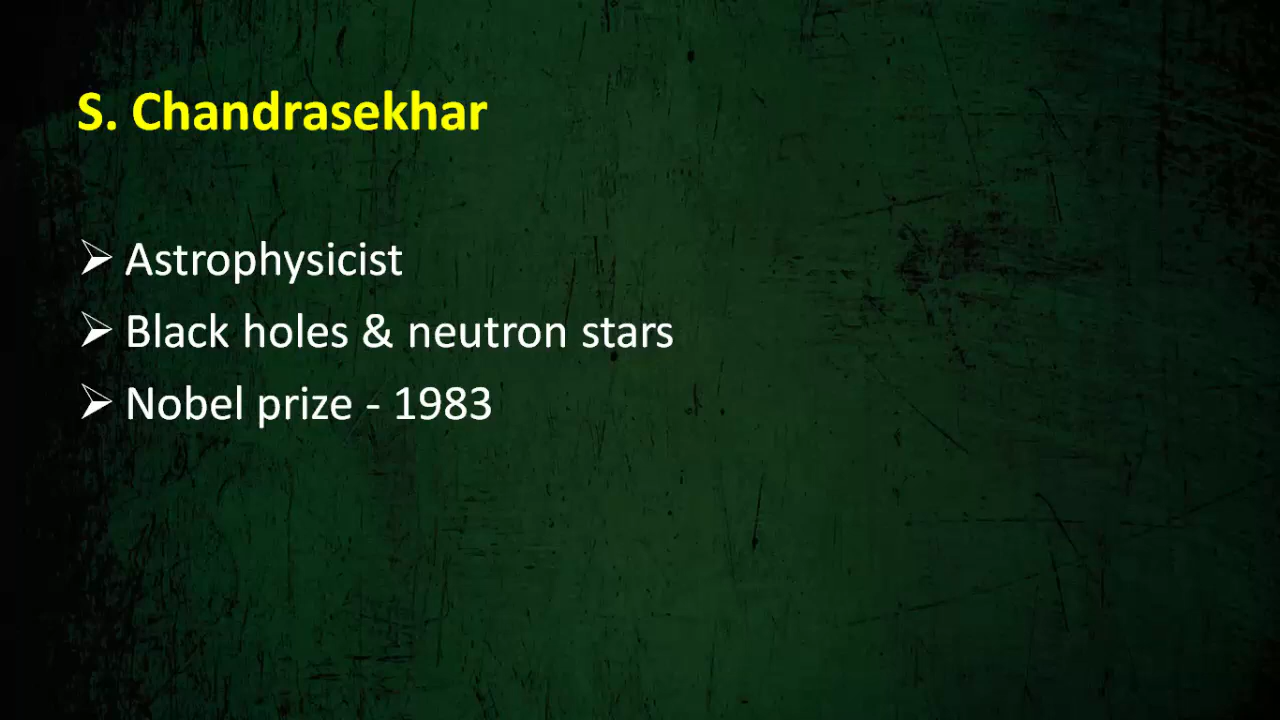 S. Chandrasekhar
➢ Astrophysicist
➢ Black holes & neutron stars
➢ Nobel prize - 1983